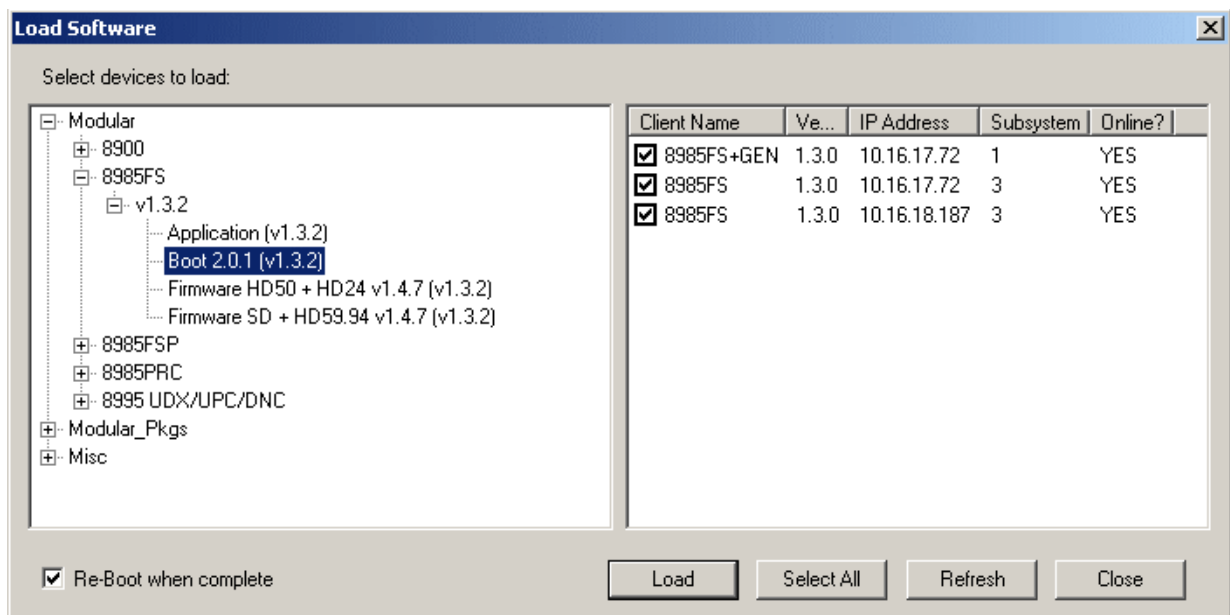 Load Software
Select devices to load:
Modular
8900
8985FS
v1.3.2
Application (v1.3.2)
Boot 2.0.1 (v1.3.2)
Firmware HD50 + HD24 v1.4.7 (v1.3.2)
Firmware SD + HD59.94 v1.4.7 (v1.3.2)
8985FSP
8985PRC
8995 UDX/UPC/DNC
Modular_Pkgs
Misc
Client Name Ve... IP Address Subsystem Online?
8985FS+GEN 1.3.0 10.16.17.72 1 YES
8985FS 1.3.0 10.16.17.72 3 YES
8985FS 1.3.0 10.16.18.187 3 YES
Re-Boot when complete
Load Select All Refresh Close